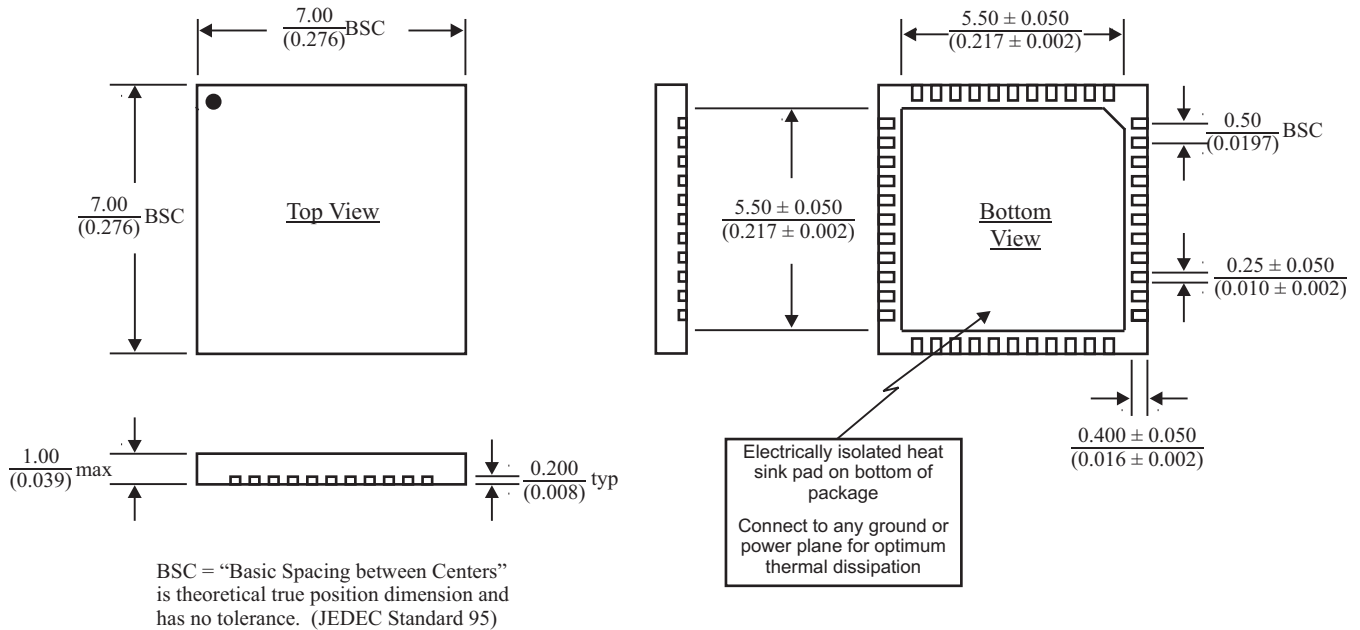 7.00
(0.276) BSC
7.00
(0.276) BSC
Top View
1.00
(0.039) max
0.200
(0.008) typ
BSC = “Basic Spacing between Centers”
is theoretical true position dimension and
has no tolerance. (JEDEC Standard 95)
5.50 ± 0.050
(0.217 ± 0.002)
5.50 ± 0.050
(0.217 ± 0.002)
Bottom
View
0.50
(0.0197) BSC
0.25 ± 0.050
(0.010 ± 0.002)
0.400 ± 0.050
(0.016 ± 0.002)
Electrically isolated heat
sink pad on bottom of
package
Connect to any ground or
power plane for optimum
thermal dissipation